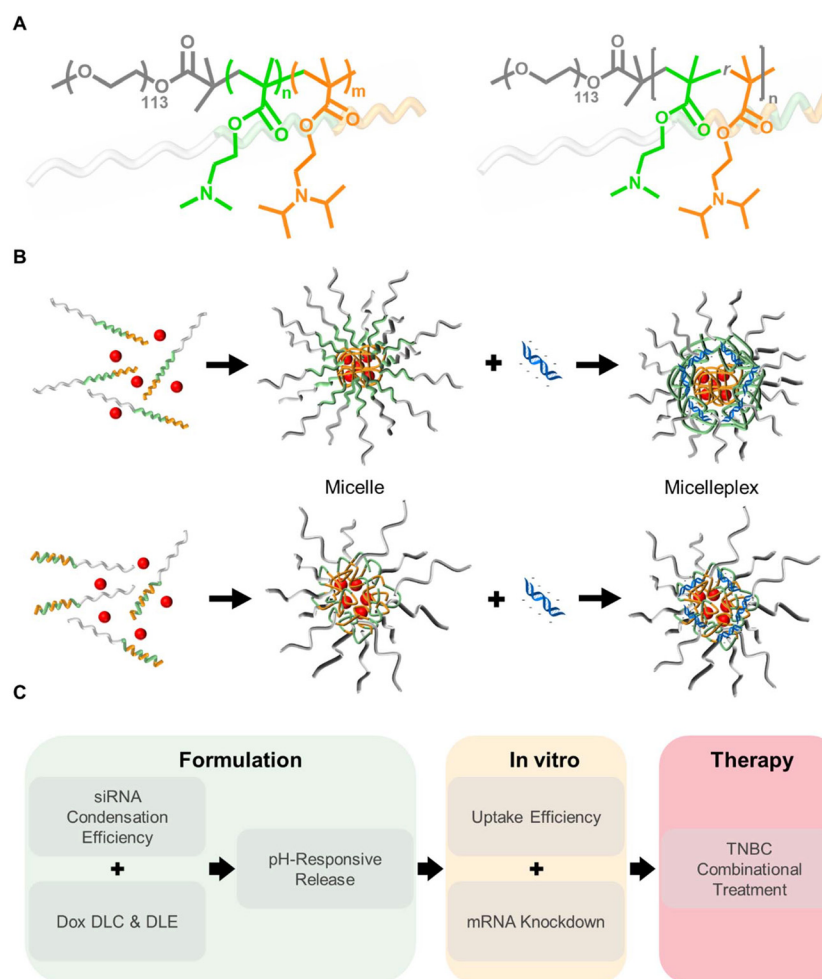 A
O
O
O
113
n
m
O
O
O
O
N
N
O
O
O
113
r
n
O
O
O
O
N
N
B
+
Micelle
Micelleplex
+
C
Formulation
In vitro
Therapy
siRNA
Condensation
Efficiency
+
Dox DLC & DLE
pH-Responsive
Release
Uptake Efficiency
+
mRNA Knockdown
TNBC
Combinational
Treatment